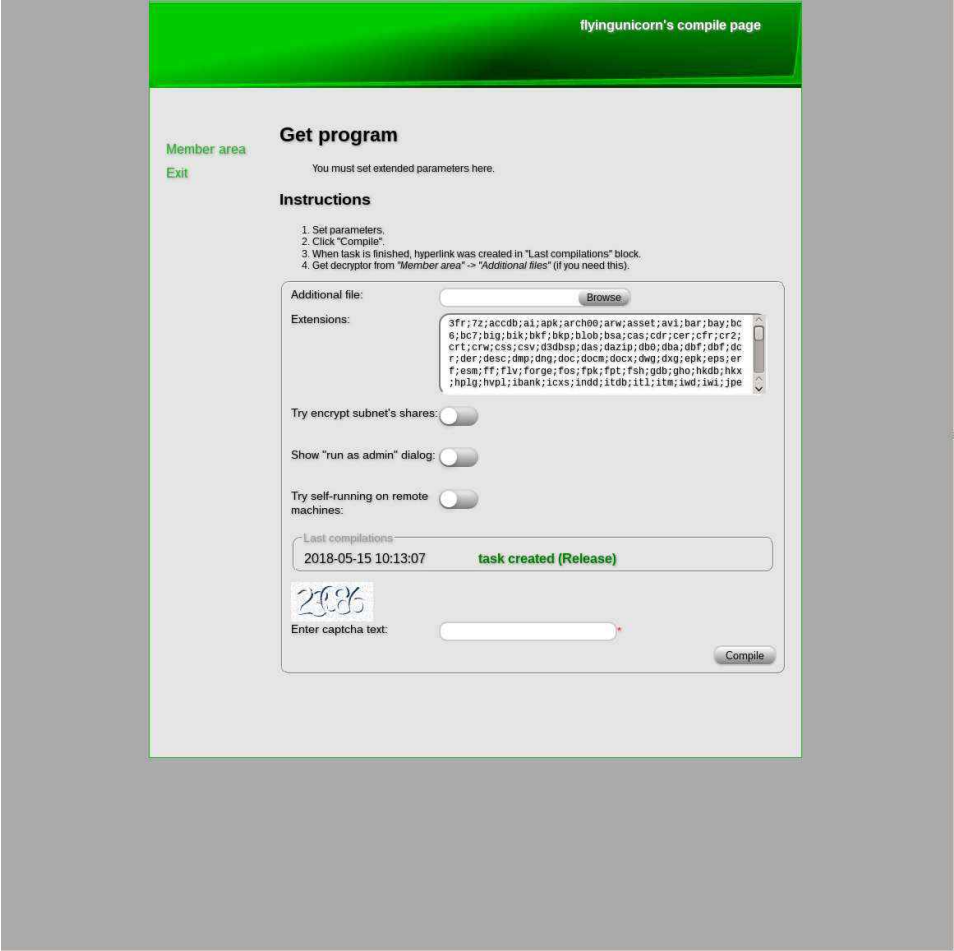 flyingunicorn's compile page
Member area
Exit
Get program
You must set extended parameters here.
Instructions
1. Set parameters.
2. Click "Compile".
3. When task is finished, hyperlink was created in "Last compilations" block.
4. Get decryptor from "Member area" -> "Additional files" (if you need this).
Additional file:
Browse
Extensions:
3fr;7z;accdb;ai;apk;arch00;arw;asset;avi;bar;bay;bc
6;bc7;big;bik;bkf;bkp;blob;bsa;cas;cdr;cer;cfr;cr2;
crt;crw;css;csv;d3dbsp;das;dazip;db0;dba;dbf;dbf;dc
r;der;desc;dmp;dng;doc;docm;docx;dwg;dxg;epk;eps;er
f;esm;ff;flv;forge;fos;fpk;fpt;fsh;gdb;gho;hkdb;hkx
;hplg;hvpl;ibank;icxs;indd;itdb;itl;itm;iwd;iwi;jpe
Try encrypt subnet's shares:
Show "run as admin" dialog:
Try self-running on remote
machines:
Last compilations
2018-05-15 10:13:07 task created (Release)
Enter captcha text:
*
Compile